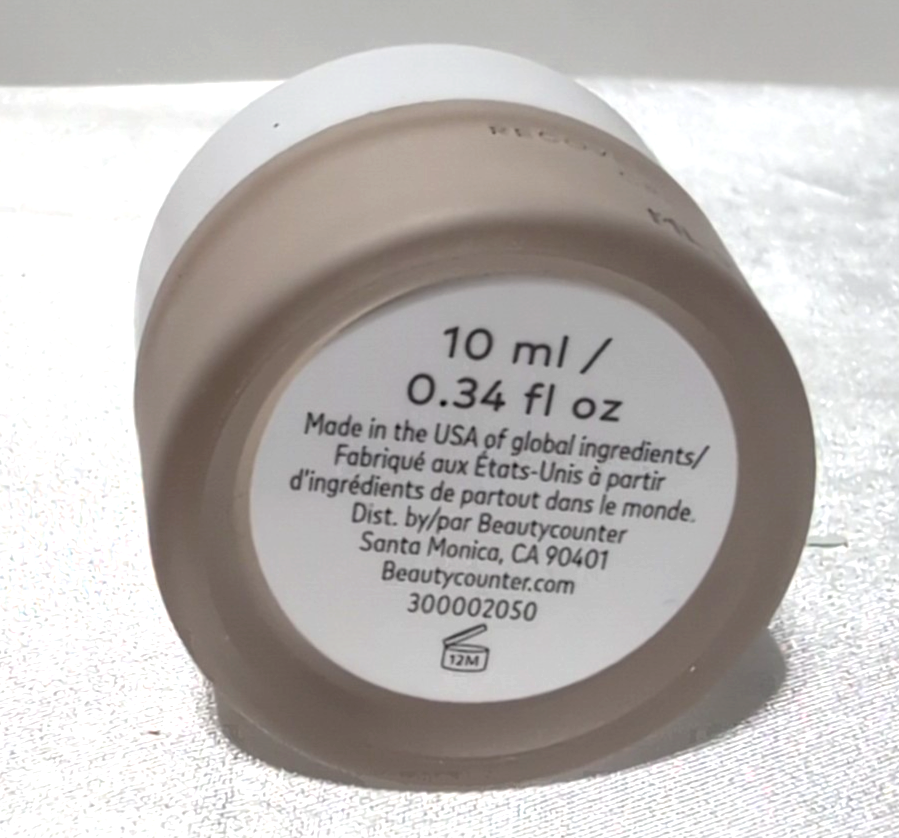 10 ml /
0.34 fl oz
Made in the USA of global ingredients/
Fabriqué aux États-Unis à partir
d'ingrédients de partout dans le monde.
Dist. by/par Beautycounter
Santa Monica, CA 90401
Beautycounter.com
300002050
12M